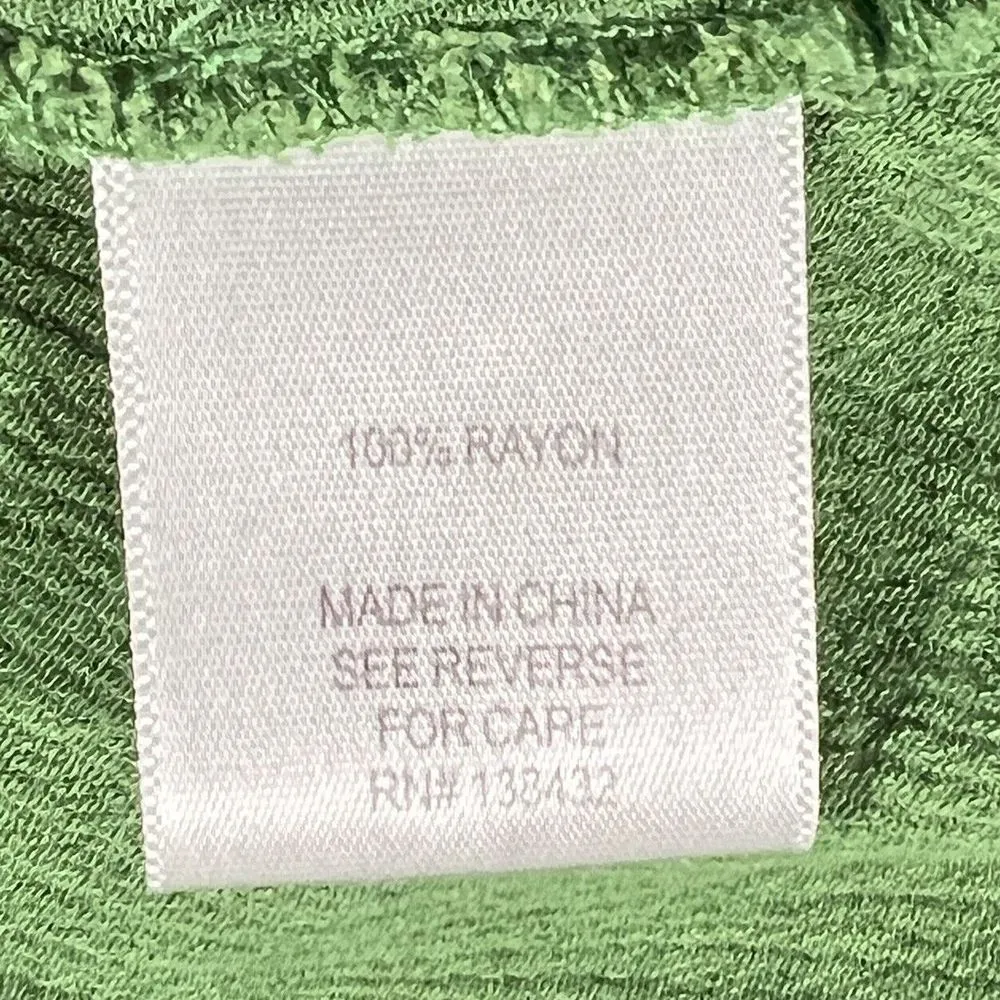 100% RAYON
MADE IN CHINA
SEE REVERSE
FOR CARE
RN# 138432